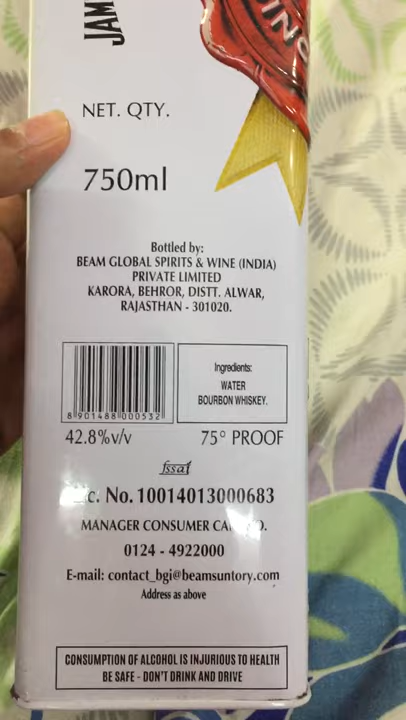 JAM
NET. QTY.
750ml
Bottled by:
BEAM GLOBAL SPIRITS & WINE (INDIA)
PRIVATE LIMITED
KARORA, BEHROR, DISTT. ALWAR,
RAJASTHAN - 301020.
8 901488 000532
Ingredients:
WATER
BOURBON WHISKEY.
42.8%v/v 75° PROOF
fssai
No. 10014013000683
MANAGER CONSUMER
0124 - 4922000
E-mail: contact_bgi@beamsuntory.com
Address as above
CONSUMPTION OF ALCOHOL IS INJURIOUS TO HEALTH
BE SAFE - DON'T DRINK AND DRIVE